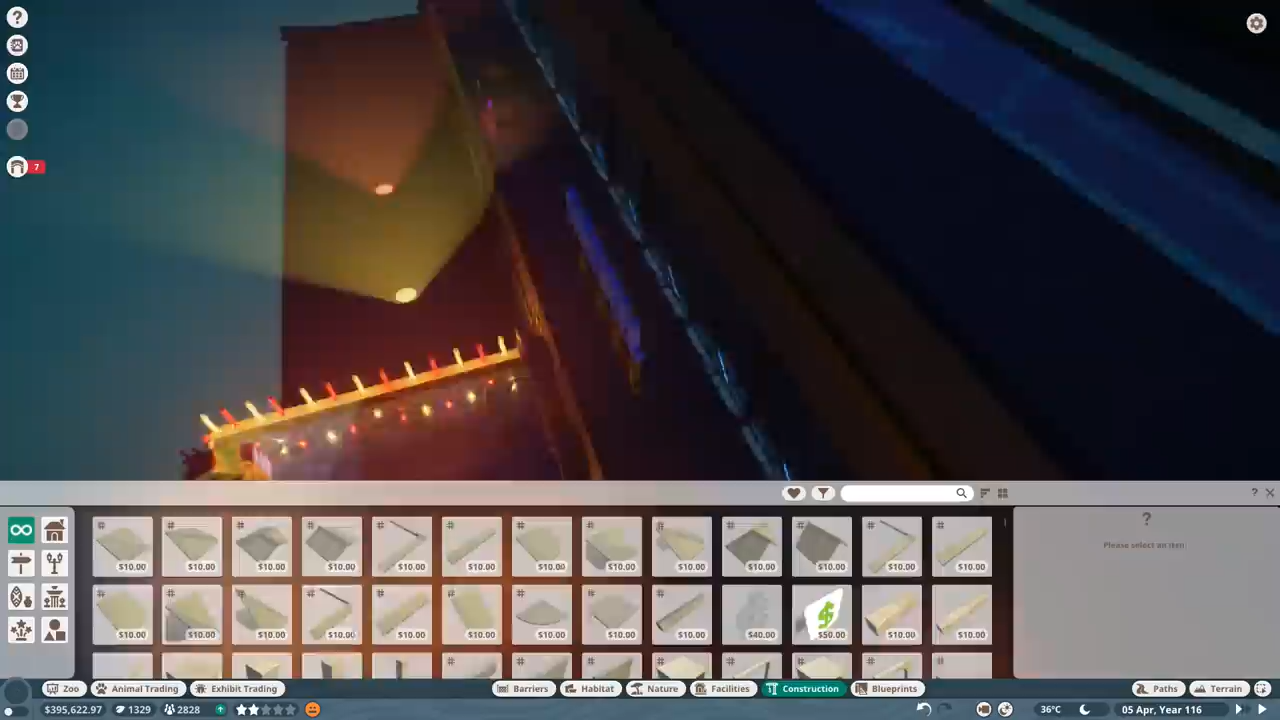 ?
7
? ×
?
Please select an item
# # # # # # # # # # # # #
$10.00 $10.00 $10.00 $10.00 $10.00 $10.00 $10.00 $10.00 $10.00 $10.00 $10.00 $10.00 $10.00
$10.00 $10.00 $10.00 $10.00 $10.00 $10.00 $10.00 $10.00 $10.00 $40.00 $50.00 $10.00 $10.00
Zoo Animal Trading Exhibit Trading Barriers Habitat Nature Facilities Construction Blueprints Paths Terrain
$395,622.97 1329 2828 36°C 05 Apr, Year 116